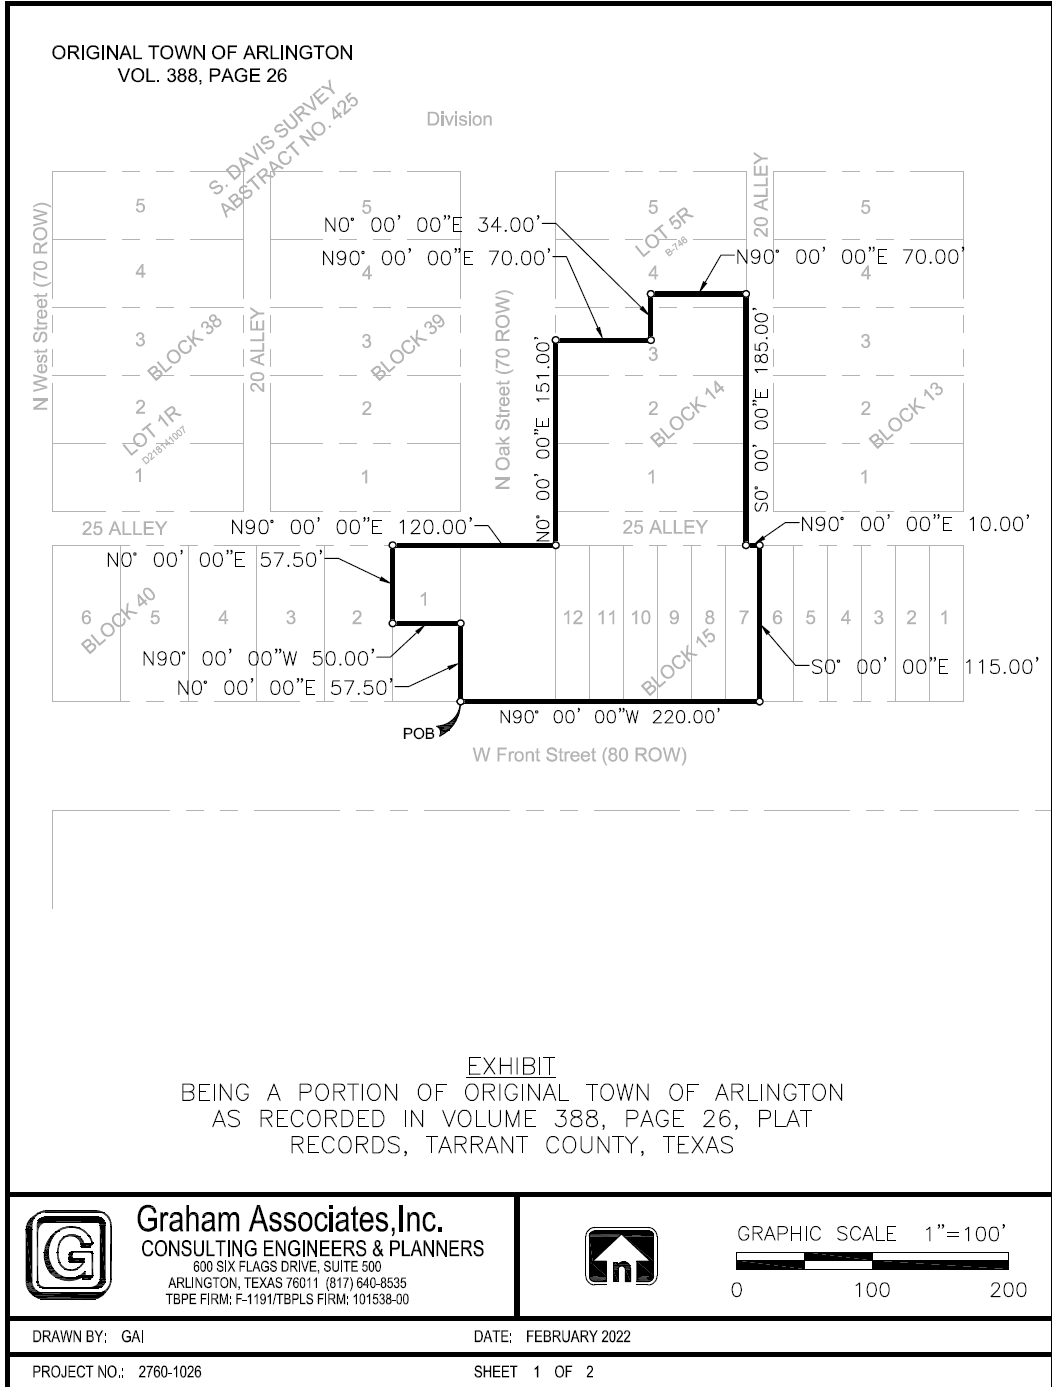 ORIGINAL TOWN OF ARLINGTON
VOL. 388, PAGE 26
S. DAVIS SURVEY
ABSTRACT NO. 425
Division
N West Street (70 ROW)
5
4
3
2
1
BLOCK 38
LOT 1R
D218141007
20 ALLEY
5
4
3
2
1
BLOCK 39
N Oak Street (70 ROW)
N0° 00' 00"E 34.00'
N90° 00' 00"E 70.00'
5
LOT 5R
B-746
4
3
2
1
BLOCK 14
N0° 00' 00"E 151.00'
20 ALLEY
N90° 00' 00"E 70.00'
S0° 00' 00"E 185.00'
5
4
3
2
1
BLOCK 13
25 ALLEY
N90° 00' 00"E 120.00'
25 ALLEY
N90° 00' 00"E 10.00'
N0° 00' 00"E 57.50'
6
5
4
3
2
1
BLOCK 40
12
11
10
9
8
7
6
5
4
3
2
1
BLOCK 15
N90° 00' 00"W 50.00'
N0° 00' 00"E 57.50'
S0° 00' 00"E 115.00'
POB
N90° 00' 00"W 220.00'
W Front Street (80 ROW)
EXHIBIT
BEING A PORTION OF ORIGINAL TOWN OF ARLINGTON
AS RECORDED IN VOLUME 388, PAGE 26, PLAT
RECORDS, TARRANT COUNTY, TEXAS
G
Graham Associates,Inc.
CONSULTING ENGINEERS & PLANNERS
600 SIX FLAGS DRIVE, SUITE 500
ARLINGTON, TEXAS 76011 (817) 640-8535
TBPE FIRM: F-1191/TBPLS FIRM: 101538-00
n
GRAPHIC SCALE 1"=100'
0 100 200
DRAWN BY: GAI
DATE: FEBRUARY 2022
PROJECT NO.: 2760-1026
SHEET 1 OF 2